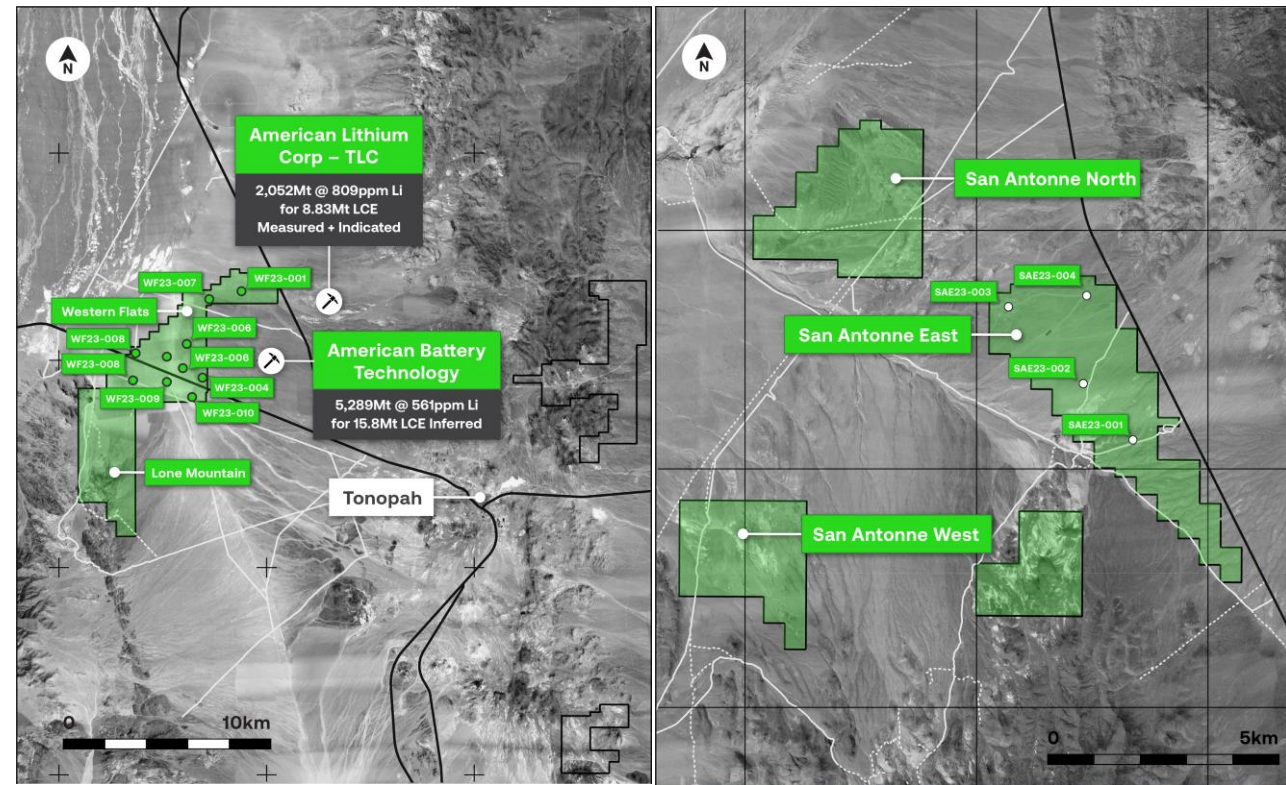 N
American Lithium
Corp – TLC
2,052Mt @ 809ppm Li
for 8.83Mt LCE
Measured + Indicated
WF23-007
WF23-001
Western Flats
WF23-006
WF23-008
WF23-006
WF23-008
WF23-004
WF23-009
WF23-010
American Battery
Technology
5,289Mt @ 561ppm Li
for 15.8Mt LCE Inferred
Lone Mountain
Tonopah
0
10km
N
San Antonne North
SAE23-004
SAE23-003
San Antonne East
SAE23-002
SAE23-001
San Antonne West
0
5km